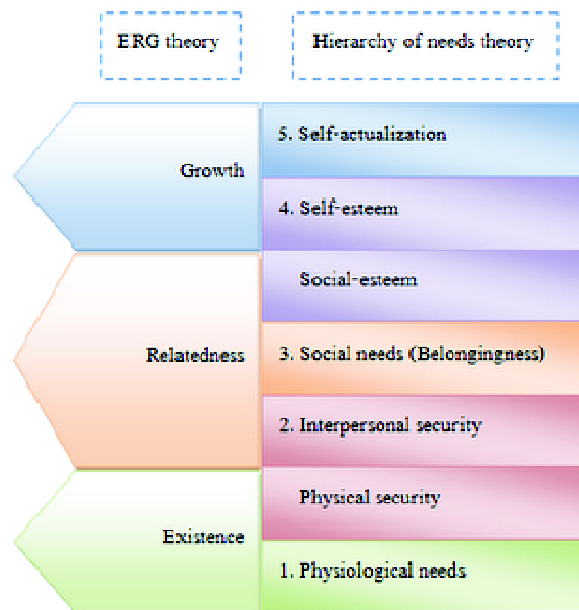 ERG theory
Hierarchy of needs theory
5. Self-actualization
Growth
4. Self-esteem
Social-esteem
Relatedness
3. Social needs (Belongingness)
2. Interpersonal security
Physical security
Existence
1. Physiological needs